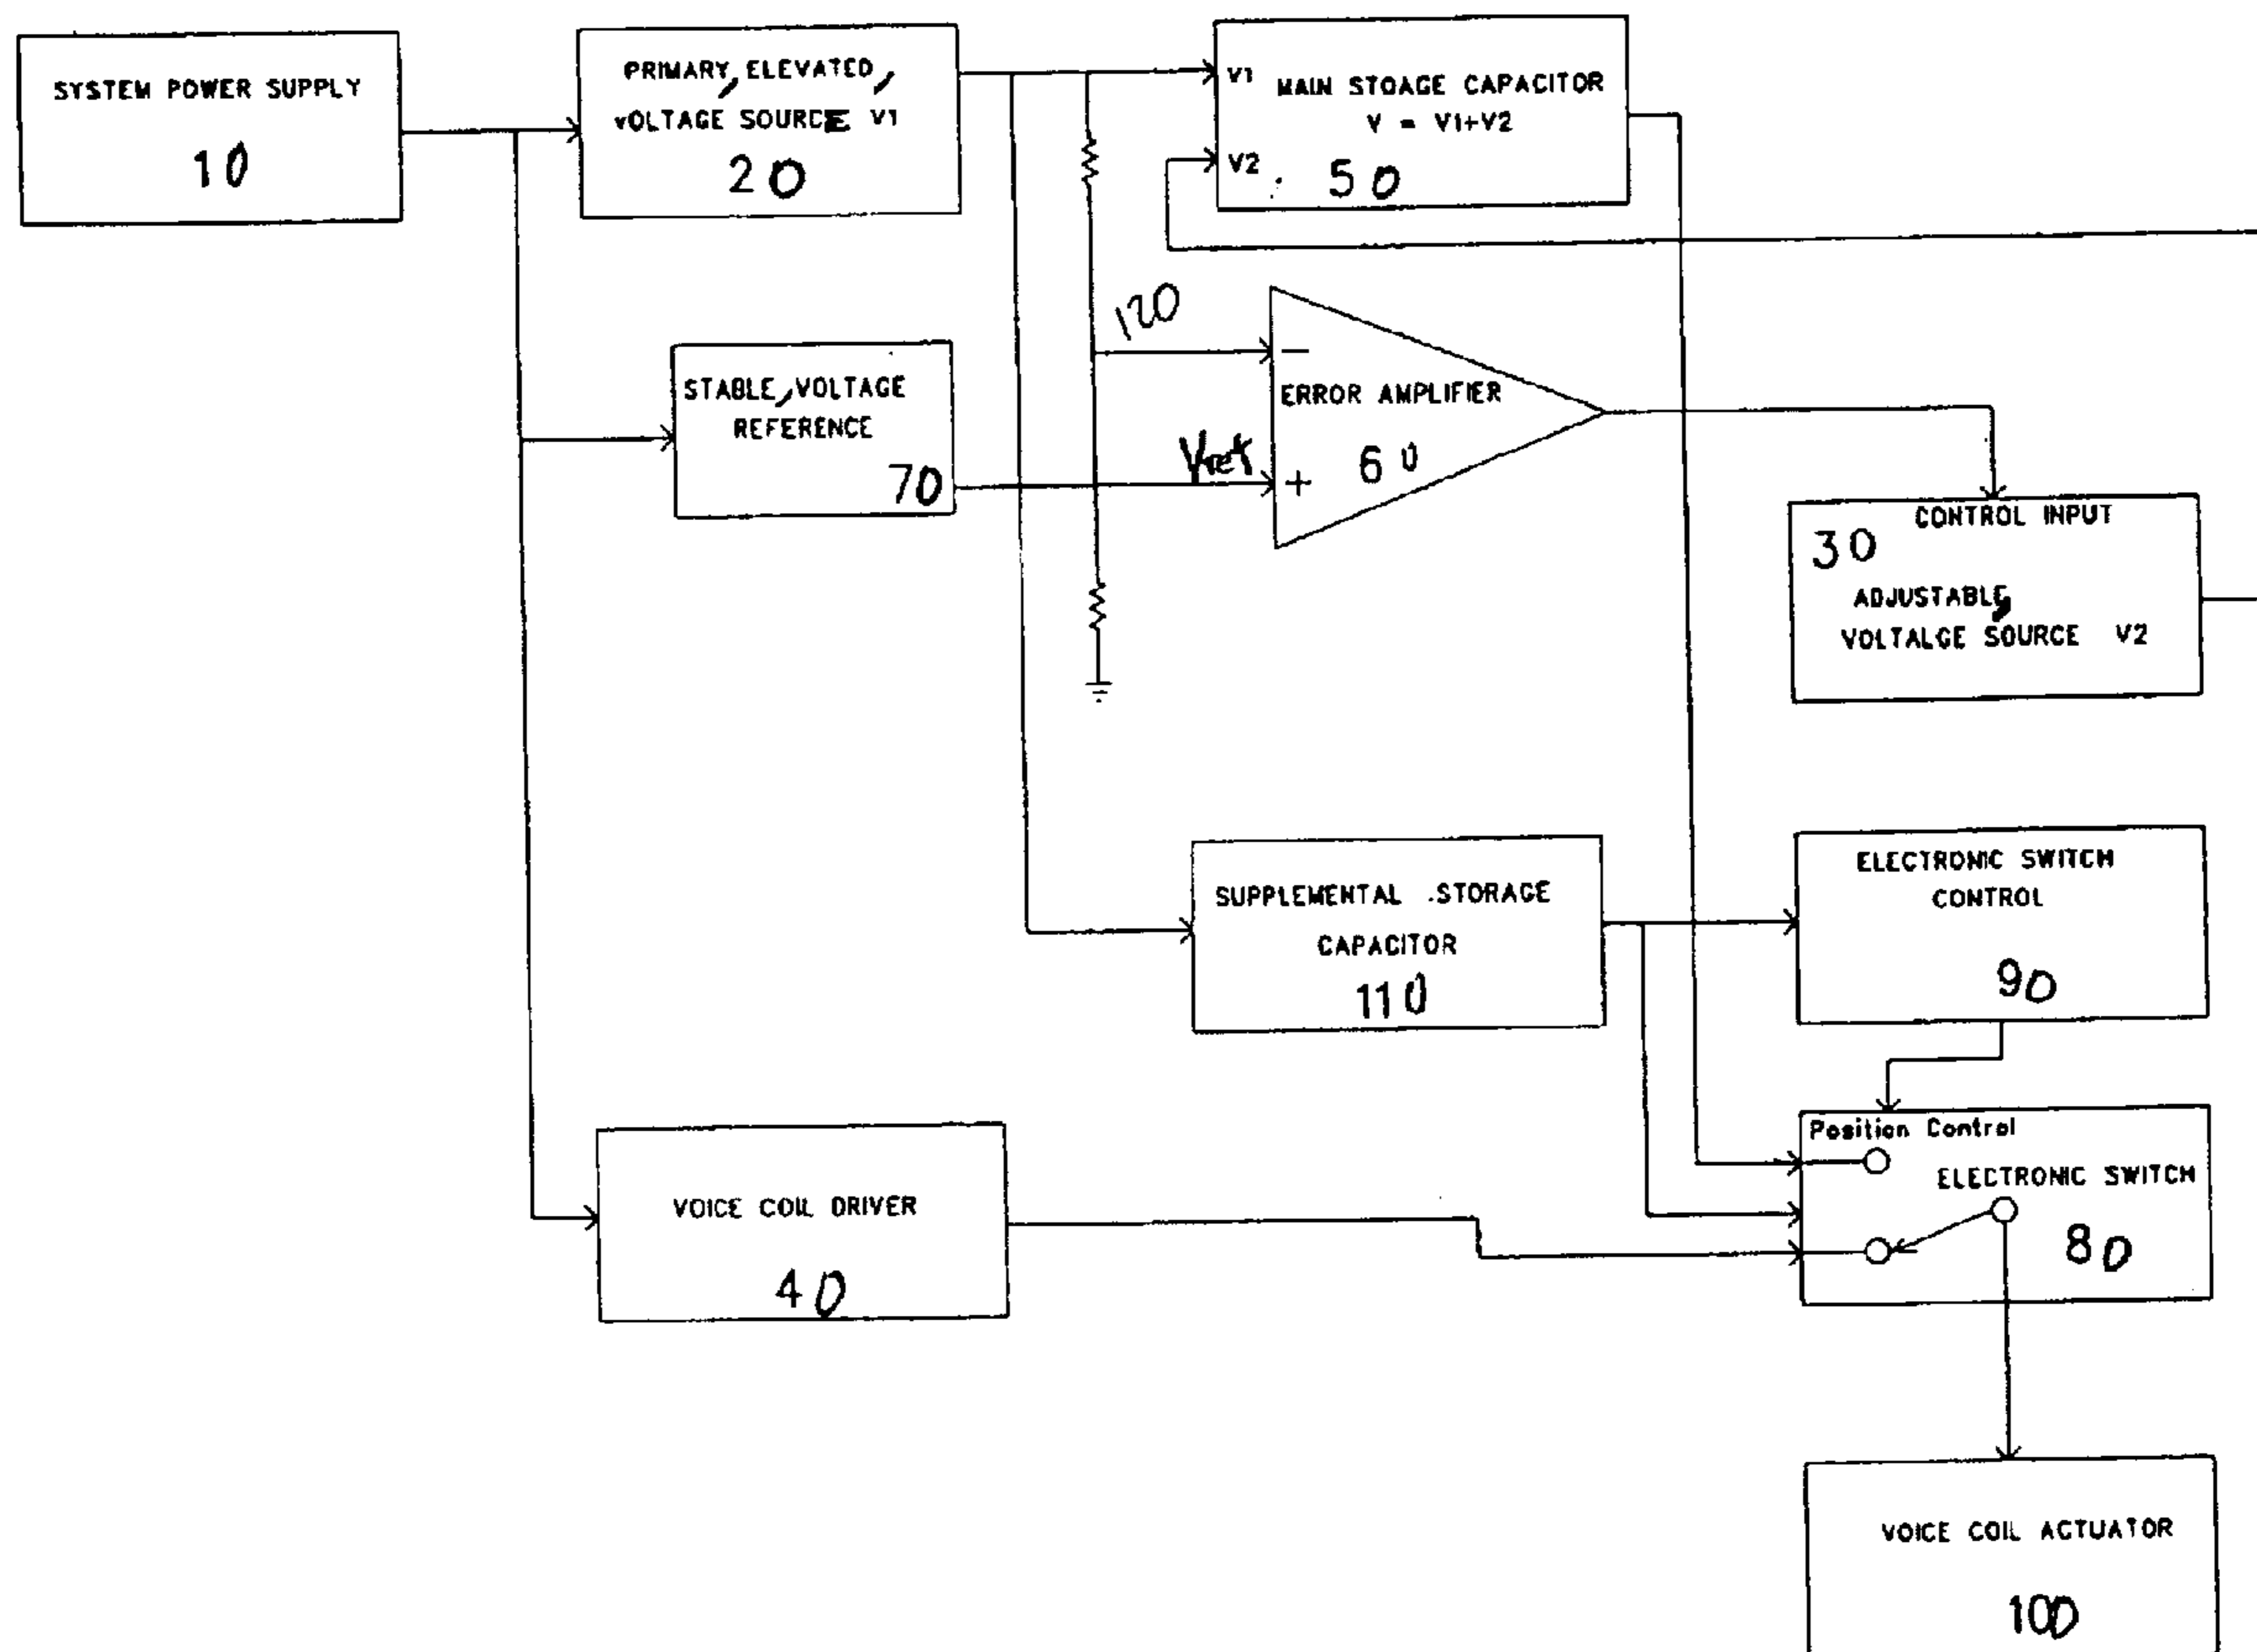 SYSTEM POWER SUPPLY
10
PRIMARY, ELEVATED,
VOLTAGE SOURCE V1
20
V1
MAIN STOAGE CAPACITOR
V = V1+V2
V2
50
120
STABLE, VOLTAGE
REFERENCE
70
Vref
−
ERROR AMPLIFIER
60
+
CONTROL INPUT
30
ADJUSTABLE,
VOLTALGE SOURCE V2
SUPPLEMENTAL .STORAGE
CAPACITOR
110
ELECTRONIC SWITCH
CONTROL
90
VOICE COIL DRIVER
40
Position Control
ELECTRONIC SWITCH
80
VOICE COIL ACTUATOR
100